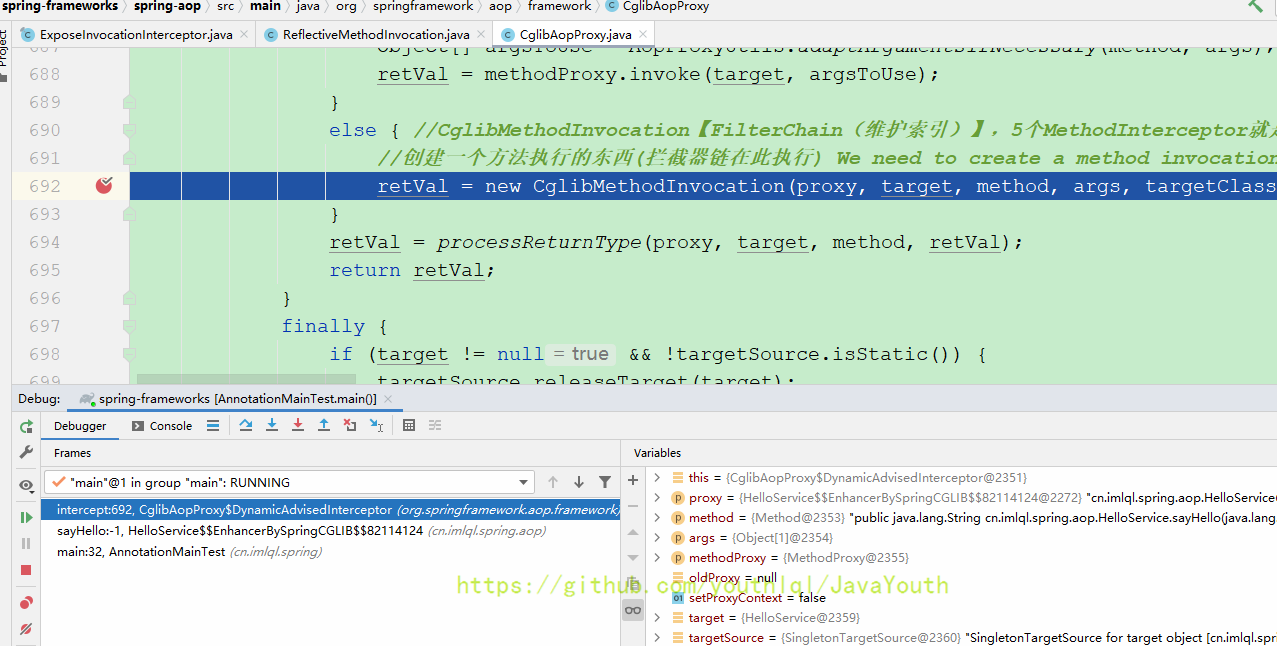 spring-frameworks 〉 spring-aop 〉 src 〉 main 〉 java 〉 org 〉 springframework 〉 aop 〉 framework 〉 CglibAopProxy
Project
ExposeInvocationInterceptor.java × ReflectiveMethodInvocation.java × CglibAopProxy.java ×
687 Object[] argsToUse = AopProxyUtils.adaptArgumentsIfNecessary(method, args);
688 retVal = methodProxy.invoke(target, argsToUse);
689 }
690 else { //CglibMethodInvocation【FilterChain（维护索引）】，5个MethodInterceptor就是
691 //创建一个方法执行的东西(拦截器链在此执行) We need to create a method invocation
692 retVal = new CglibMethodInvocation(proxy, target, method, args, targetClass
693 }
694 retVal = processReturnType(proxy, target, method, retVal);
695 return retVal;
696 }
697 finally {
698 if (target != null = true && !targetSource.isStatic()) {
699 targetSource.releaseTarget(target);
Debug: spring-frameworks [AnnotationMainTest.main()] ×
Debugger Console
Frames
"main"@1 in group "main": RUNNING
intercept:692, CglibAopProxy$DynamicAdvisedInterceptor (org.springframework.aop.framework)
sayHello:-1, HelloService$$EnhancerBySpringCGLIB$$82114124 (cn.imlql.spring.aop)
main:32, AnnotationMainTest (cn.imlql.spring)
Variables
this = {CglibAopProxy$DynamicAdvisedInterceptor@2351}
proxy = {HelloService$$EnhancerBySpringCGLIB$$82114124@2272} "cn.imlql.spring.aop.HelloService(
method = {Method@2353} "public java.lang.String cn.imlql.spring.aop.HelloService.sayHello(java.lang.
args = {Object[1]@2354}
methodProxy = {MethodProxy@2355}
oldProxy = null
setProxyContext = false
target = {HelloService@2359}
targetSource = {SingletonTargetSource@2360} "SingletonTargetSource for target object [cn.imlql.spri
https://github.com/youthlql/JavaYouth